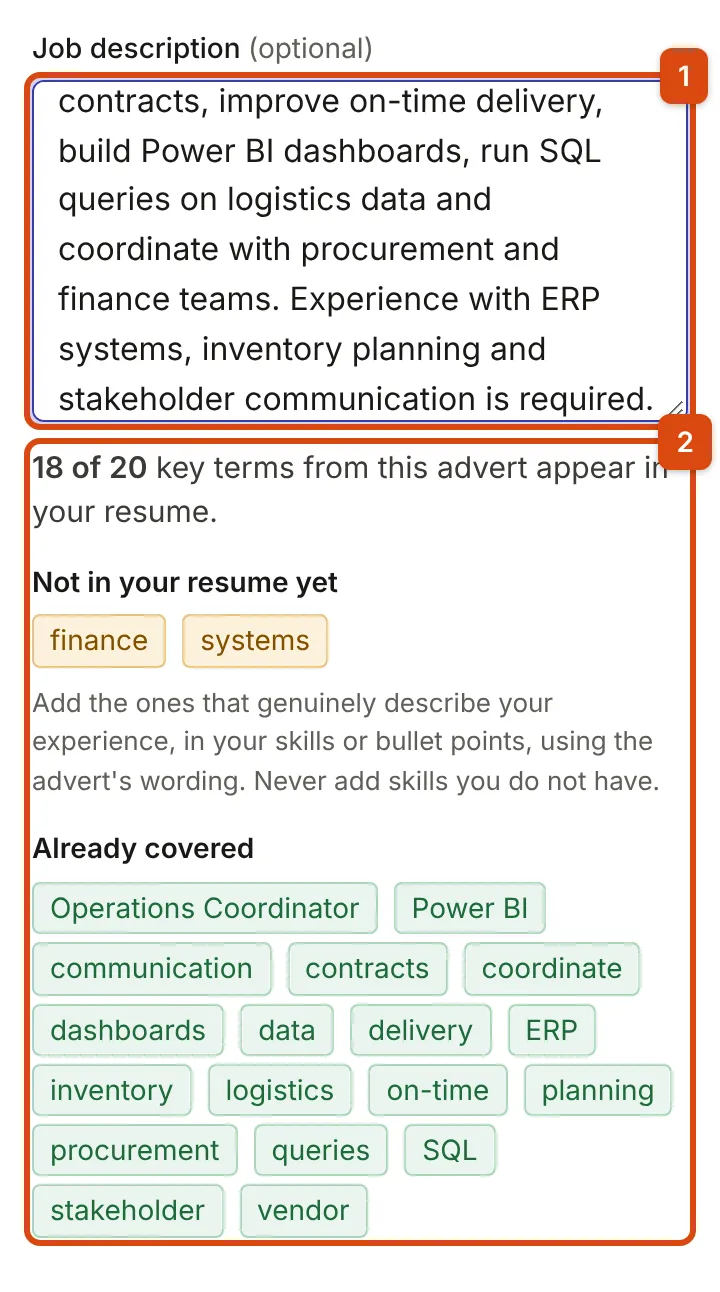 Job description (optional)
1
contracts, improve on-time delivery,
build Power BI dashboards, run SQL
queries on logistics data and
coordinate with procurement and
finance teams. Experience with ERP
systems, inventory planning and
stakeholder communication is required.
2
18 of 20 key terms from this advert appear in
your resume.
Not in your resume yet
finance systems
Add the ones that genuinely describe your
experience, in your skills or bullet points, using the
advert's wording. Never add skills you do not have.
Already covered
Operations Coordinator Power BI
communication contracts coordinate
dashboards data delivery ERP
inventory logistics on-time planning
procurement queries SQL
stakeholder vendor